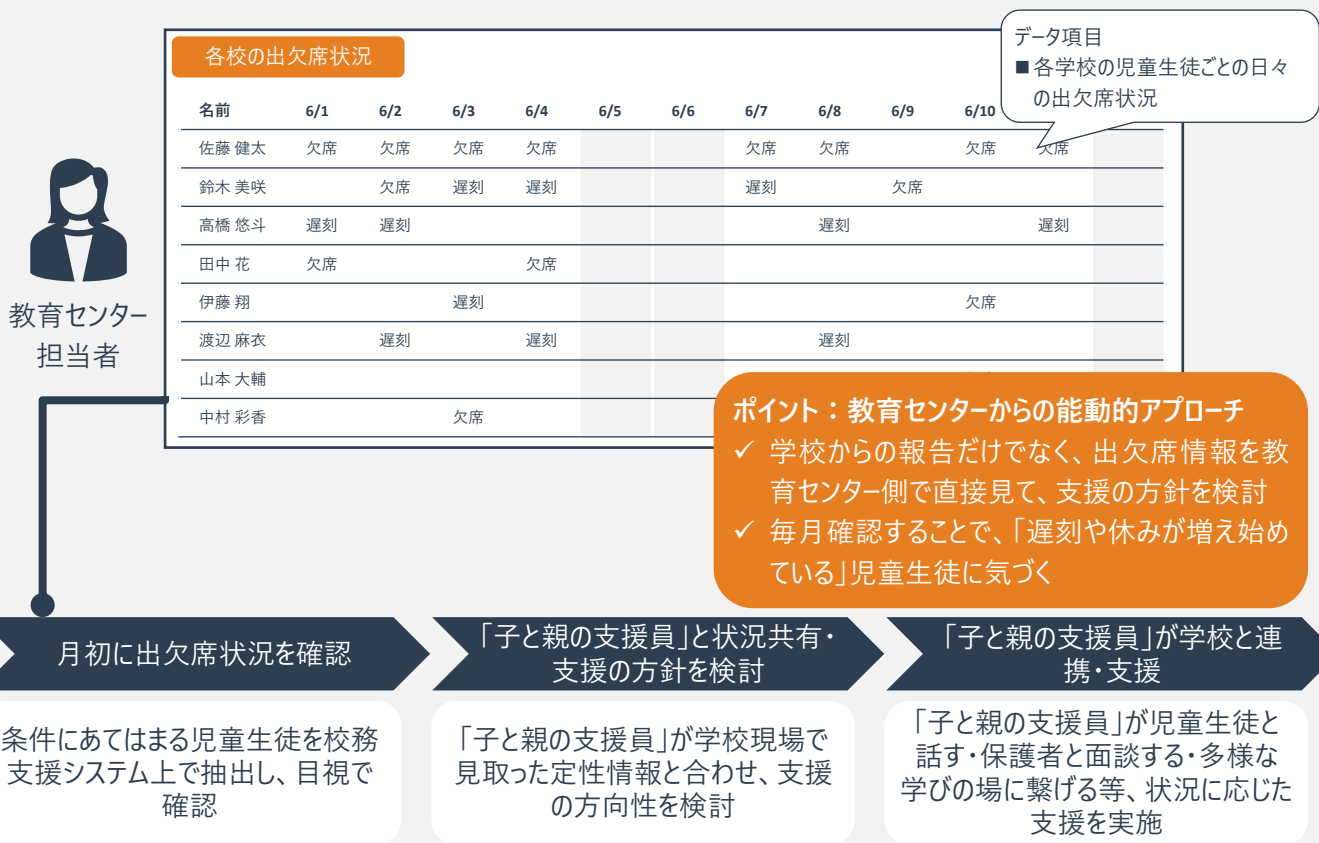 各校の出欠席状況
データ項目
■各学校の児童生徒ごとの日々
の出欠席状況
名前 6/1 6/2 6/3 6/4 6/5 6/6 6/7 6/8 6/9 6/10
佐藤 健太 欠席 欠席 欠席 欠席 欠席 欠席 欠席 欠席
鈴木 美咲 欠席 遅刻 遅刻 遅刻 欠席
高橋 悠斗 遅刻 遅刻 遅刻 遅刻
田中 花 欠席 欠席
伊藤 翔 遅刻 欠席
渡辺 麻衣 遅刻 遅刻 遅刻
山本 大輔
中村 彩香 欠席
教育センター
担当者
ポイント：教育センターからの能動的アプローチ
✓ 学校からの報告だけでなく、出欠席情報を教
育センター側で直接見て、支援の方針を検討
✓ 毎月確認することで、「遅刻や休みが増え始め
ている」児童生徒に気づく
月初に出欠席状況を確認
「子と親の支援員」と状況共有・
支援の方針を検討
「子と親の支援員」が学校と連
携・支援
条件にあてはまる児童生徒を校務
支援システム上で抽出し、目視で
確認
「子と親の支援員」が学校現場で
見取った定性情報と合わせ、支援
の方向性を検討
「子と親の支援員」が児童生徒と
話す・保護者と面談する・多様な
学びの場に繋げる等、状況に応じた
支援を実施